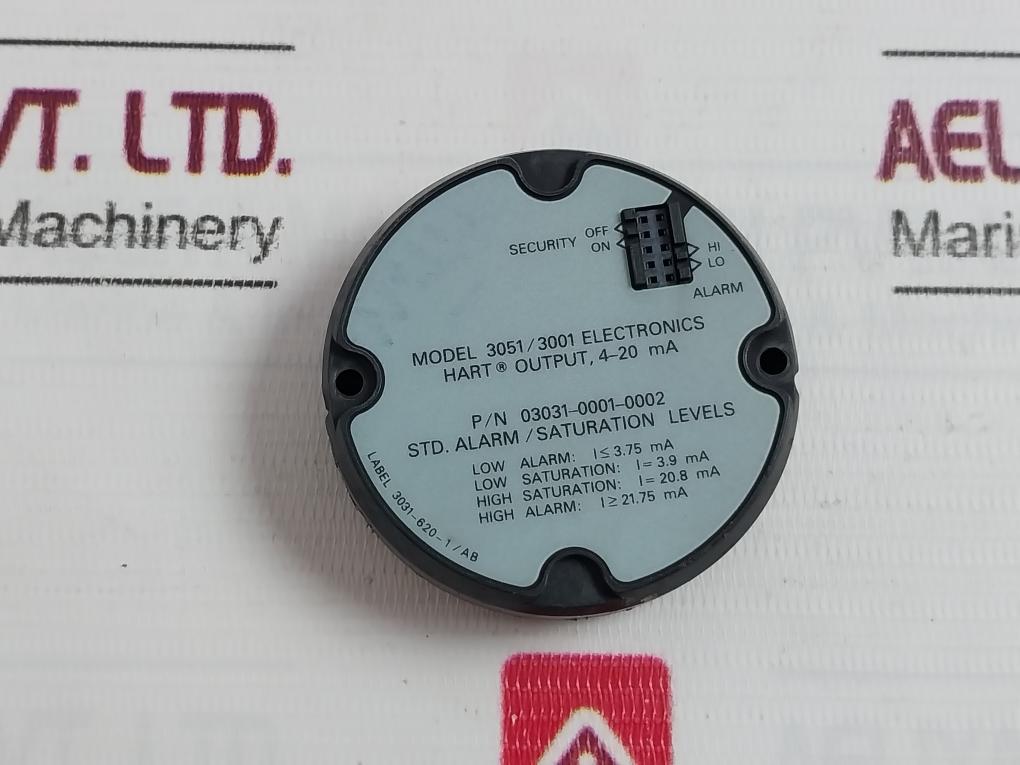 VT. LTD.
Machinery
AEL
Mari
SECURITY OFF
ON
HI
LO
ALARM
MODEL 3051/3001 ELECTRONICS
HART® OUTPUT, 4–20 mA
P/N 03031–0001–0002
STD. ALARM/SATURATION LEVELS
LOW ALARM: I≤3.75 mA
LOW SATURATION: I=3.9 mA
HIGH SATURATION: I=20.8 mA
HIGH ALARM: I≥21.75 mA
LABEL 3031–620–1/AB